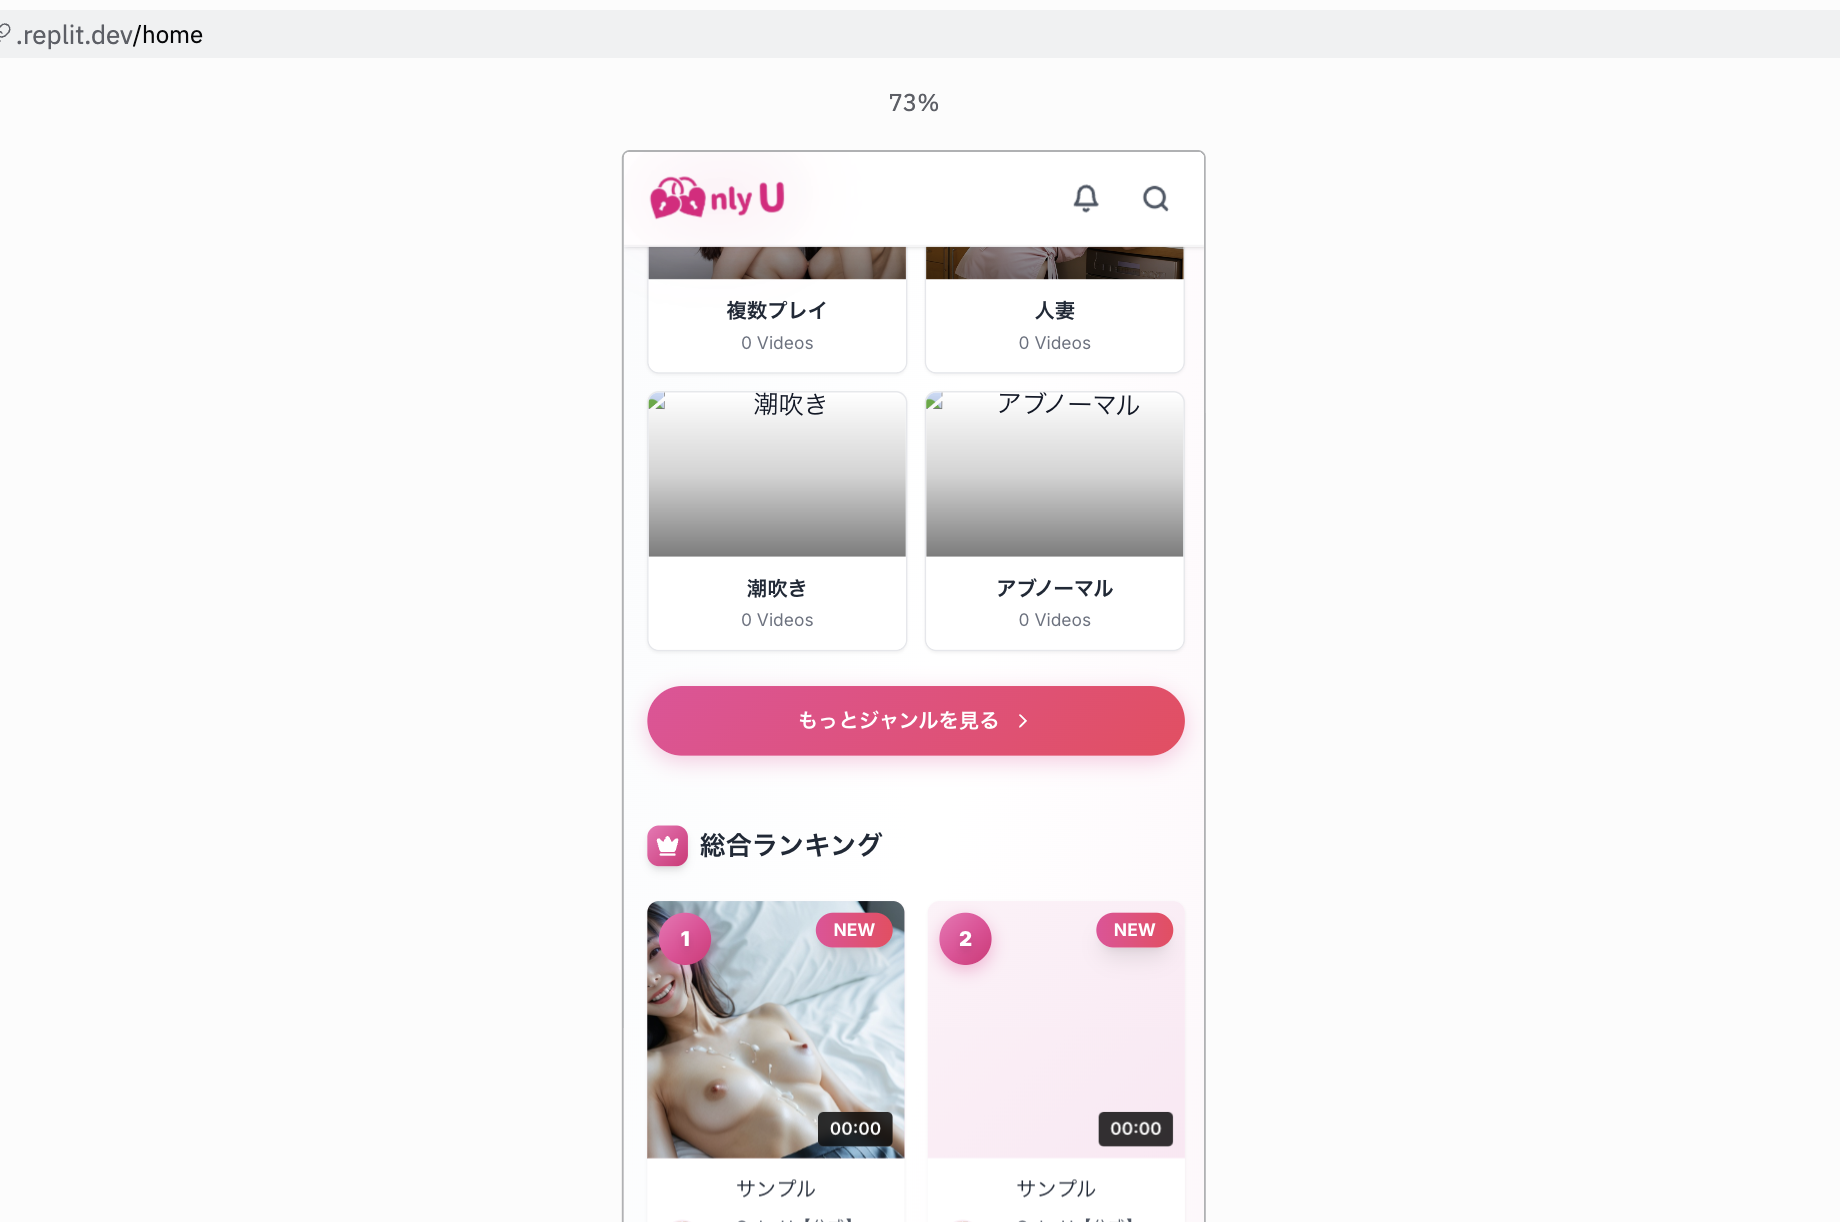 .replit.dev/home
73%
nly U
複数プレイ
0 Videos
人妻
0 Videos
潮吹き
アブノーマル
潮吹き
0 Videos
アブノーマル
0 Videos
もっとジャンルを見る
総合ランキング
1
NEW
2
NEW
00:00
00:00
サンプル
サンプル